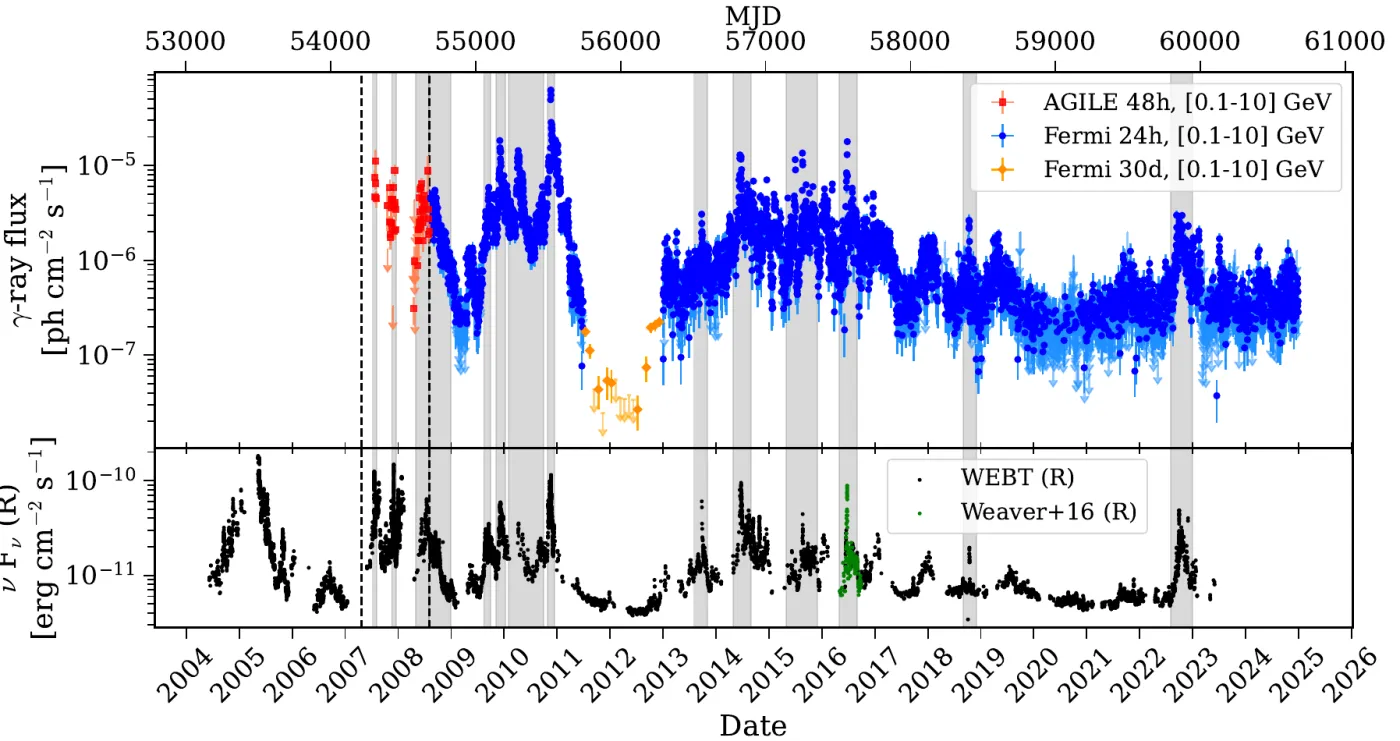 MJD
53000 54000 55000 56000 57000 58000 59000 60000 61000
AGILE 48h, [0.1-10] GeV
Fermi 24h, [0.1-10] GeV
Fermi 30d, [0.1-10] GeV
γ-ray flux
[ph cm⁻² s⁻¹]
10⁻⁵
10⁻⁶
10⁻⁷
WEBT (R)
Weaver+16 (R)
ν Fν (R)
[erg cm⁻² s⁻¹]
10⁻¹⁰
10⁻¹¹
2004 2005 2006 2007 2008 2009 2010 2011 2012 2013 2014 2015 2016 2017 2018 2019 2020 2021 2022 2023 2024 2025 2026
Date